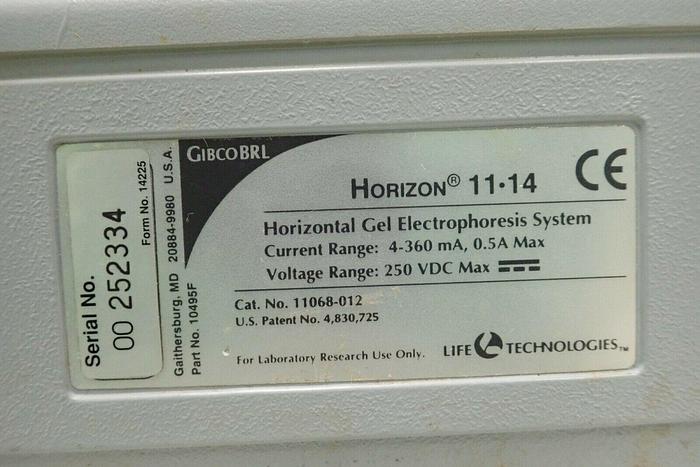 Serial No.
00 252334
Form No. 14225
Gaithersburg, MD 20884-9980 U.S.A.
Part No. 10495F
GIBCOBRL
HORIZON® 11·14
CE
Horizontal Gel Electrophoresis System
Current Range: 4-360 mA, 0.5A Max
Voltage Range: 250 VDC Max
Cat. No. 11068-012
U.S. Patent No. 4,830,725
For Laboratory Research Use Only.
LIFE TECHNOLOGIES™